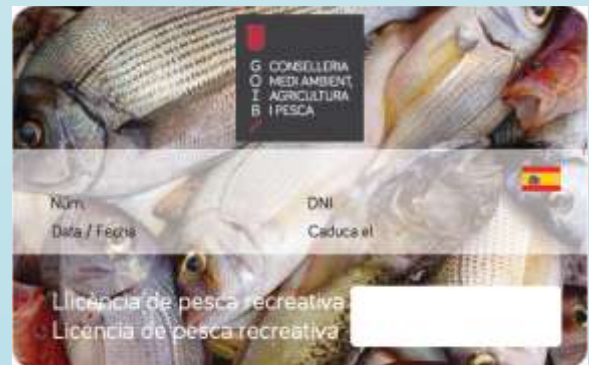 G CONSELLERIA
O MEDI AMBIENT,
I AGRICULTURA
B I PESCA
Núm. DNI
Data / Fecha Caduca el
Llicència de pesca recreativa
Licencia de pesca recreativa